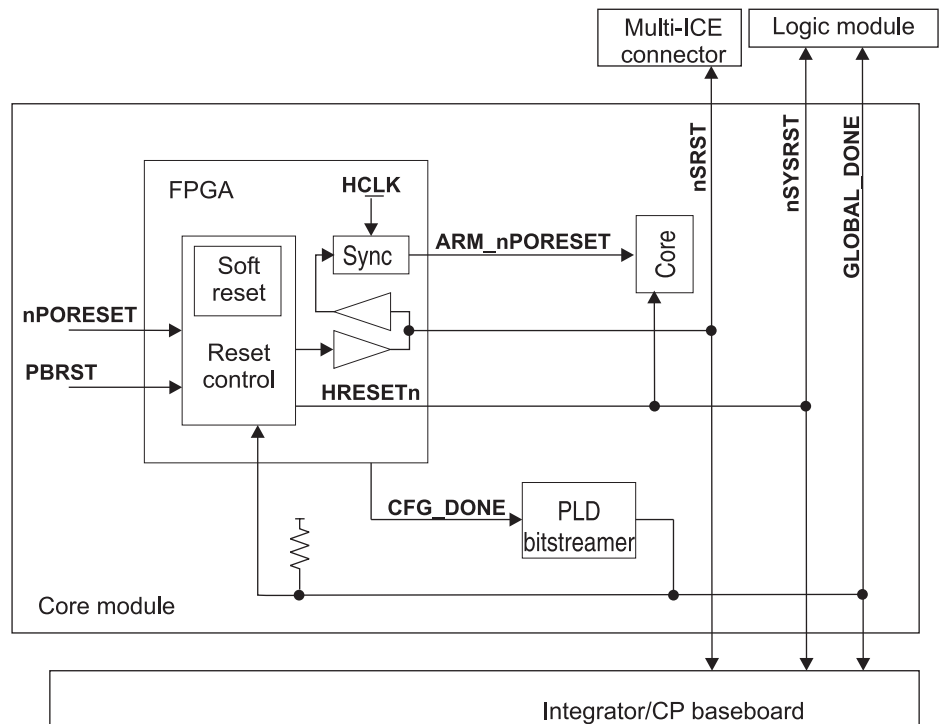 Multi-ICE
connector
Logic module
nSRST
nSYSRST
GLOBAL_DONE
FPGA
HCLK
Sync
ARM_nPORESET
Core
Soft
reset
nPORESET
Reset
control
PBRST
HRESETn
CFG_DONE
PLD
bitstreamer
Core module
Integrator/CP baseboard